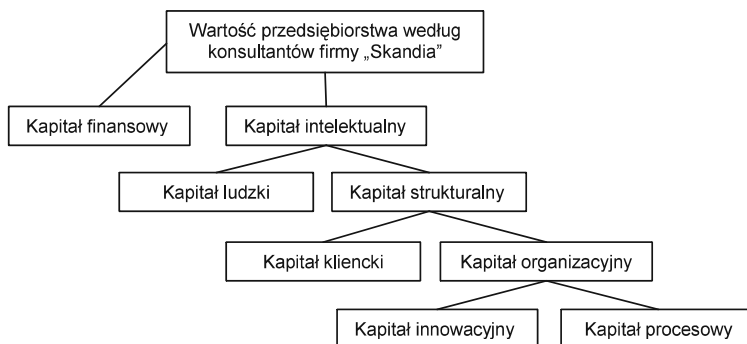 Wartość przedsiębiorstwa według
konsultantów firmy „Skandia”
Kapitał finansowy
Kapitał intelektualny
Kapitał ludzki
Kapitał strukturalny
Kapitał kliencki
Kapitał organizacyjny
Kapitał innowacyjny
Kapitał procesowy